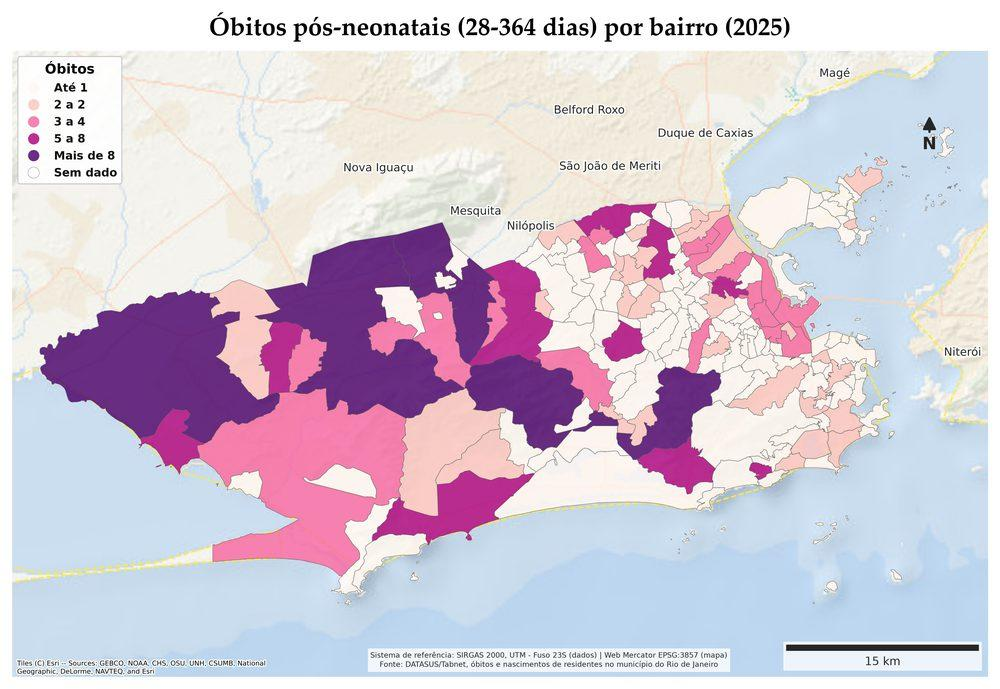 Óbitos pós-neonatais (28-364 dias) por bairro (2025)
Óbitos
Até 1
2 a 2
3 a 4
5 a 8
Mais de 8
Sem dado
Magé
Belford Roxo
Duque de Caxias
N
Nova Iguaçu
São João de Meriti
Mesquita
Nilópolis
Niterói
Tiles (C) Esri -- Sources: GEBCO, NOAA, CHS, OSU, UNH, CSUMB, National
Geographic, DeLorme, NAVTEQ, and Esri
Sistema de referência: SIRGAS 2000, UTM - Fuso 23S (dados) | Web Mercator EPSG:3857 (mapa)
Fonte: DATASUS/Tabnet, óbitos e nascimentos de residentes no município do Rio de Janeiro
15 km